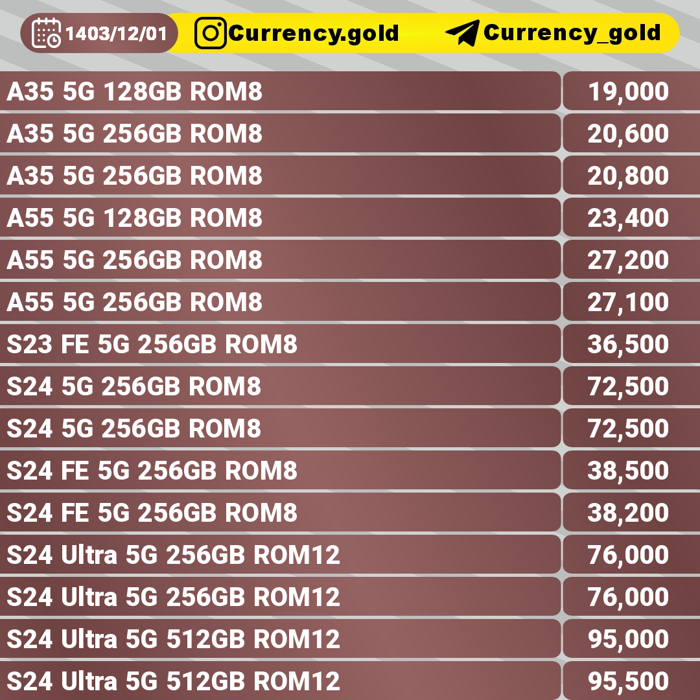 1403/12/01 Currency.gold Currency_gold
A35 5G 128GB ROM8 19,000
A35 5G 256GB ROM8 20,600
A35 5G 256GB ROM8 20,800
A55 5G 128GB ROM8 23,400
A55 5G 256GB ROM8 27,200
A55 5G 256GB ROM8 27,100
S23 FE 5G 256GB ROM8 36,500
S24 5G 256GB ROM8 72,500
S24 5G 256GB ROM8 72,500
S24 FE 5G 256GB ROM8 38,500
S24 FE 5G 256GB ROM8 38,200
S24 Ultra 5G 256GB ROM12 76,000
S24 Ultra 5G 256GB ROM12 76,000
S24 Ultra 5G 512GB ROM12 95,000
S24 Ultra 5G 512GB ROM12 95,500